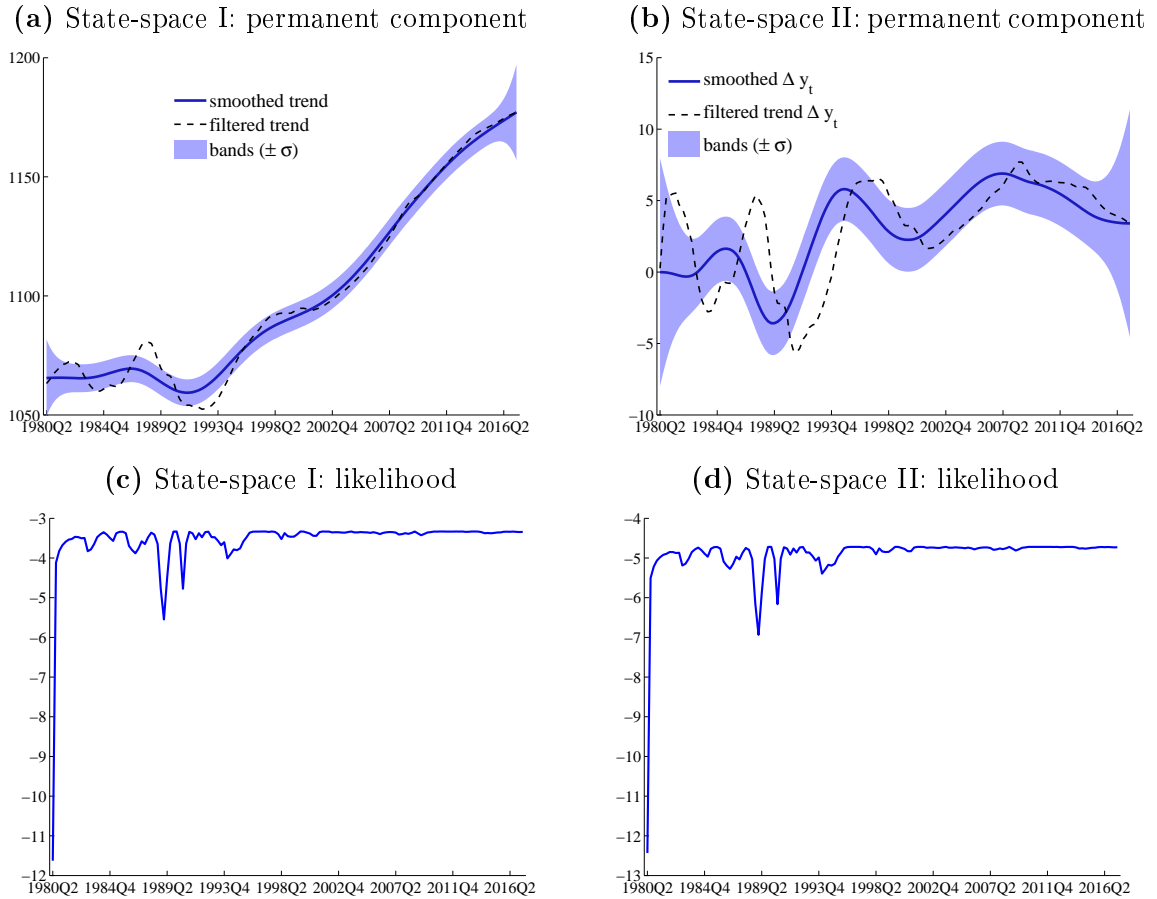 (a) State-space I: permanent component
1200
1150
1100
1050
smoothed trend
filtered trend
bands (± σ)
1980Q2 1984Q4 1989Q2 1993Q4 1998Q2 2002Q4 2007Q2 2011Q4 2016Q2
(b) State-space II: permanent component
15
10
5
0
−5
−10
smoothed Δ y_t
filtered trend Δ y_t
bands (± σ)
1980Q2 1984Q4 1989Q2 1993Q4 1998Q2 2002Q4 2007Q2 2011Q4 2016Q2
(c) State-space I: likelihood
−3
−4
−5
−6
−7
−8
−9
−10
−11
−12
1980Q2 1984Q4 1989Q2 1993Q4 1998Q2 2002Q4 2007Q2 2011Q4 2016Q2
(d) State-space II: likelihood
−4
−5
−6
−7
−8
−9
−10
−11
−12
−13
1980Q2 1984Q4 1989Q2 1993Q4 1998Q2 2002Q4 2007Q2 2011Q4 2016Q2